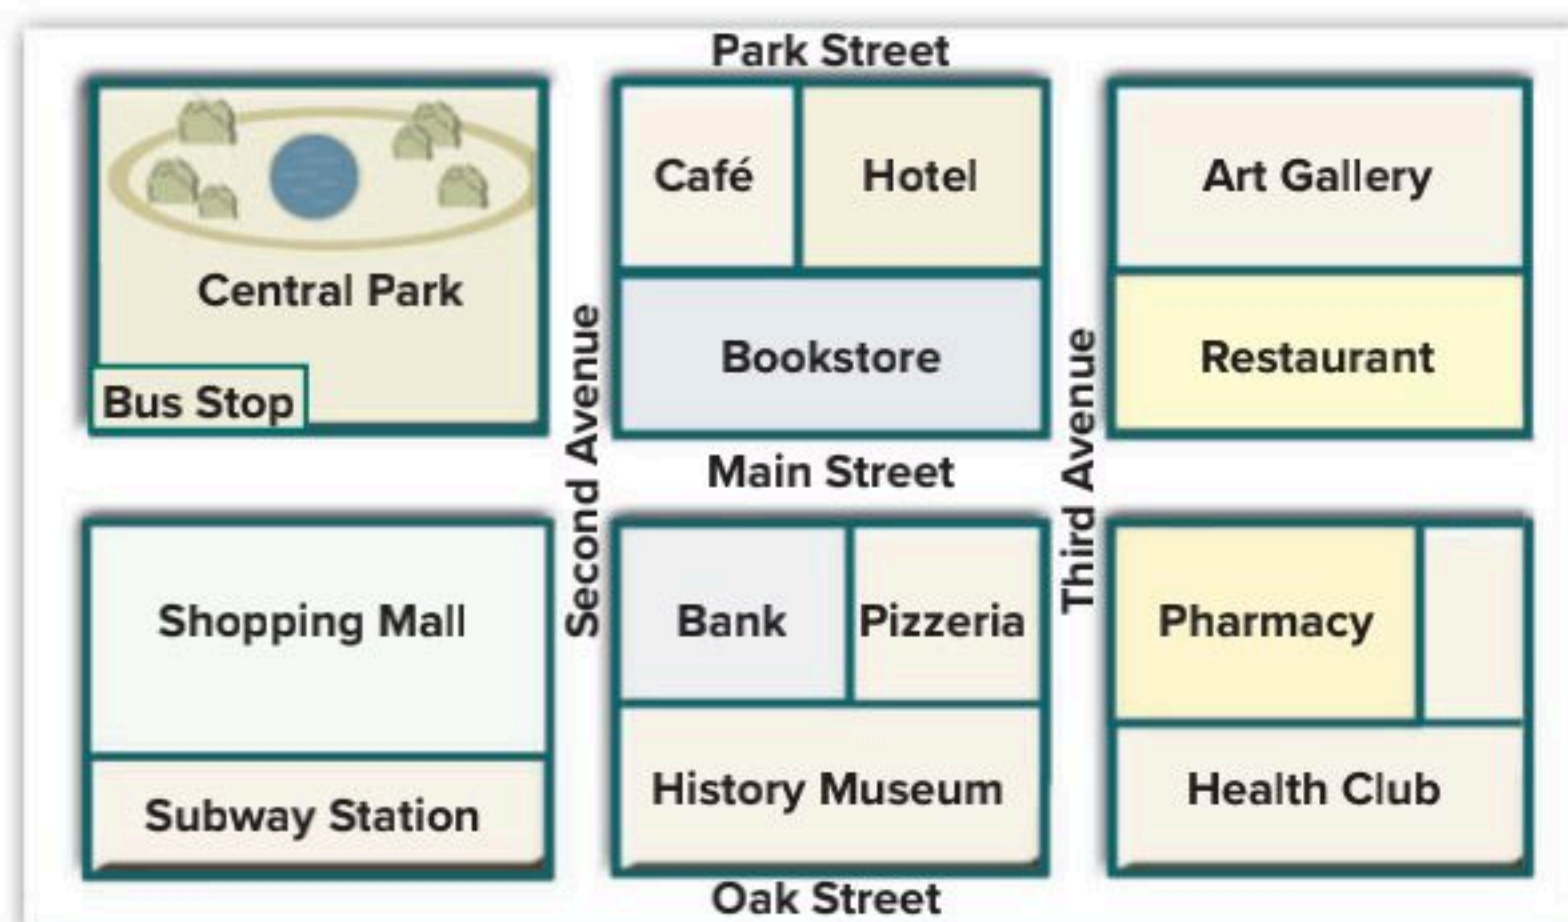 Park Street
Café
Hotel
Art Gallery
Central Park
Bookstore
Restaurant
Bus Stop
Second Avenue
Main Street
Third Avenue
Shopping Mall
Bank
Pizzeria
Pharmacy
Subway Station
History Museum
Health Club
Oak Street